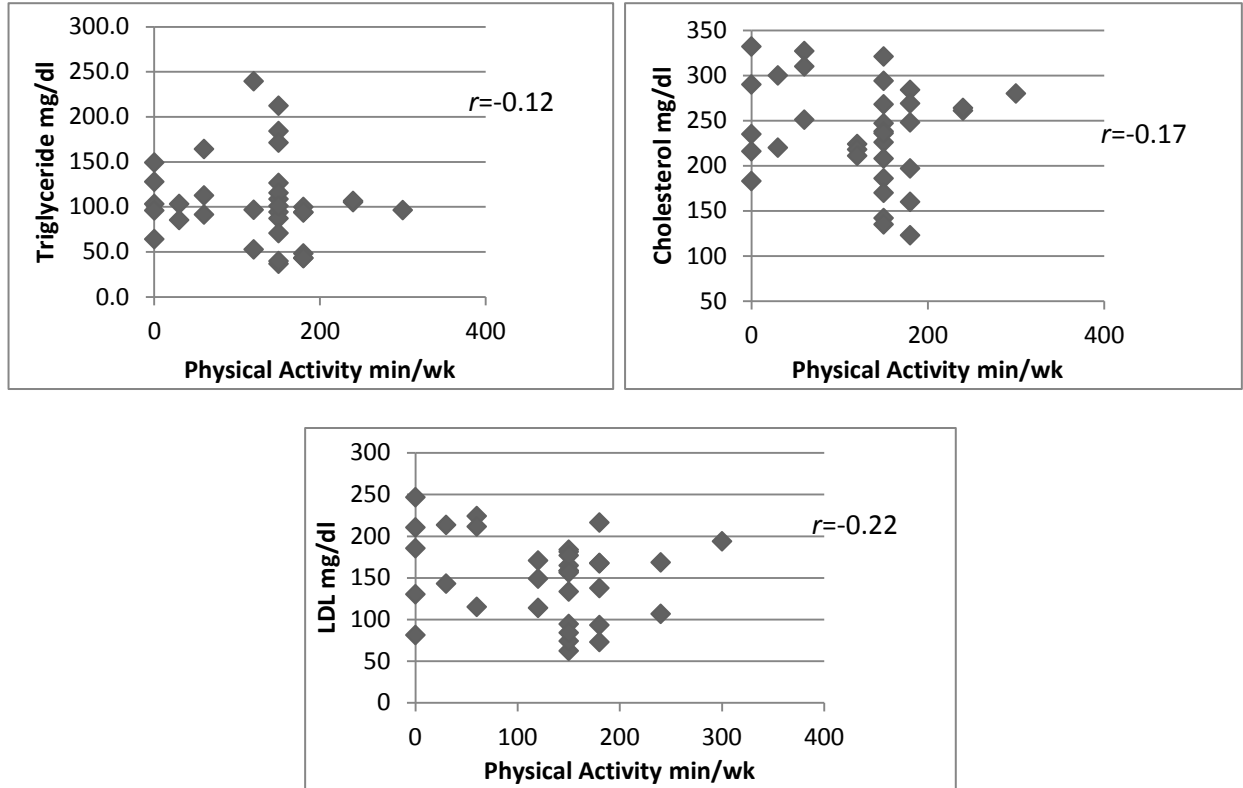 300.0
250.0
200.0
150.0
100.0
50.0
0.0
Triglyceride mg/dl
r=-0.12
0 200 400
Physical Activity min/wk
350
300
250
200
150
100
50
Cholesterol mg/dl
r=-0.17
0 200 400
Physical Activity min/wk
300
250
200
150
100
50
0
LDL mg/dl
r=-0.22
0 100 200 300 400
Physical Activity min/wk